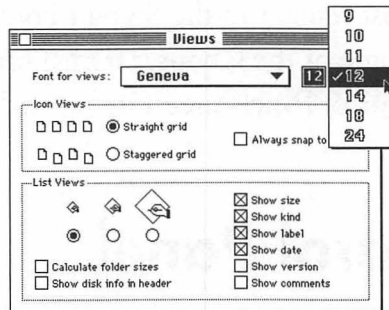 Views
Font for views: Geneva 12
9
10
11
✓12
14
18
24
Icon Views
Straight grid
Staggered grid
Always snap to
List Views
Show size
Show kind
Show label
Show date
Show version
Show comments
Calculate folder sizes
Show disk info in header